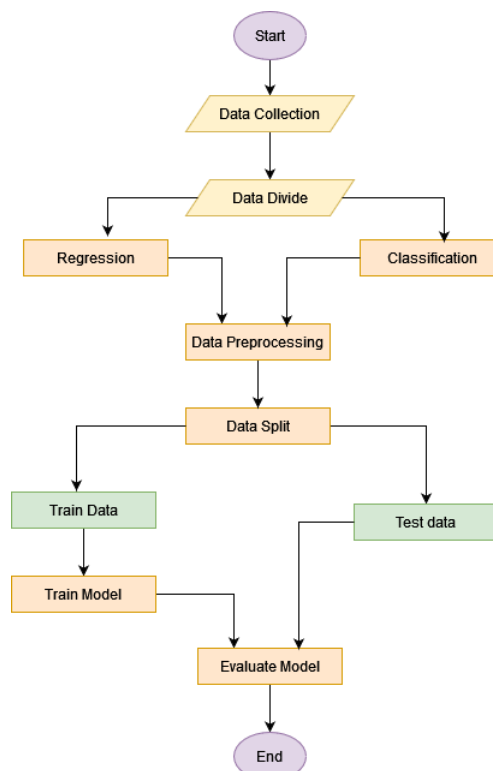 Start
Data Collection
Data Divide
Regression
Classification
Data Preprocessing
Data Split
Train Data
Test data
Train Model
Evaluate Model
End